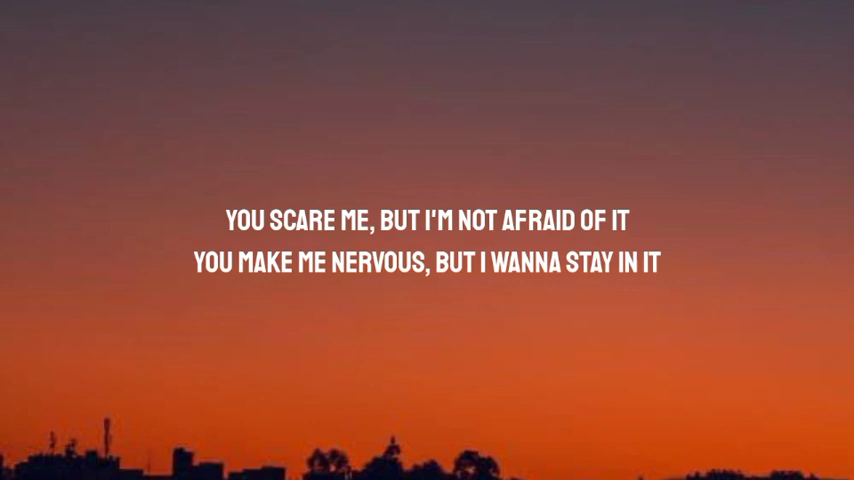 YOU SCARE ME, BUT I'M NOT AFRAID OF IT
YOU MAKE ME NERVOUS, BUT I WANNA STAY IN IT